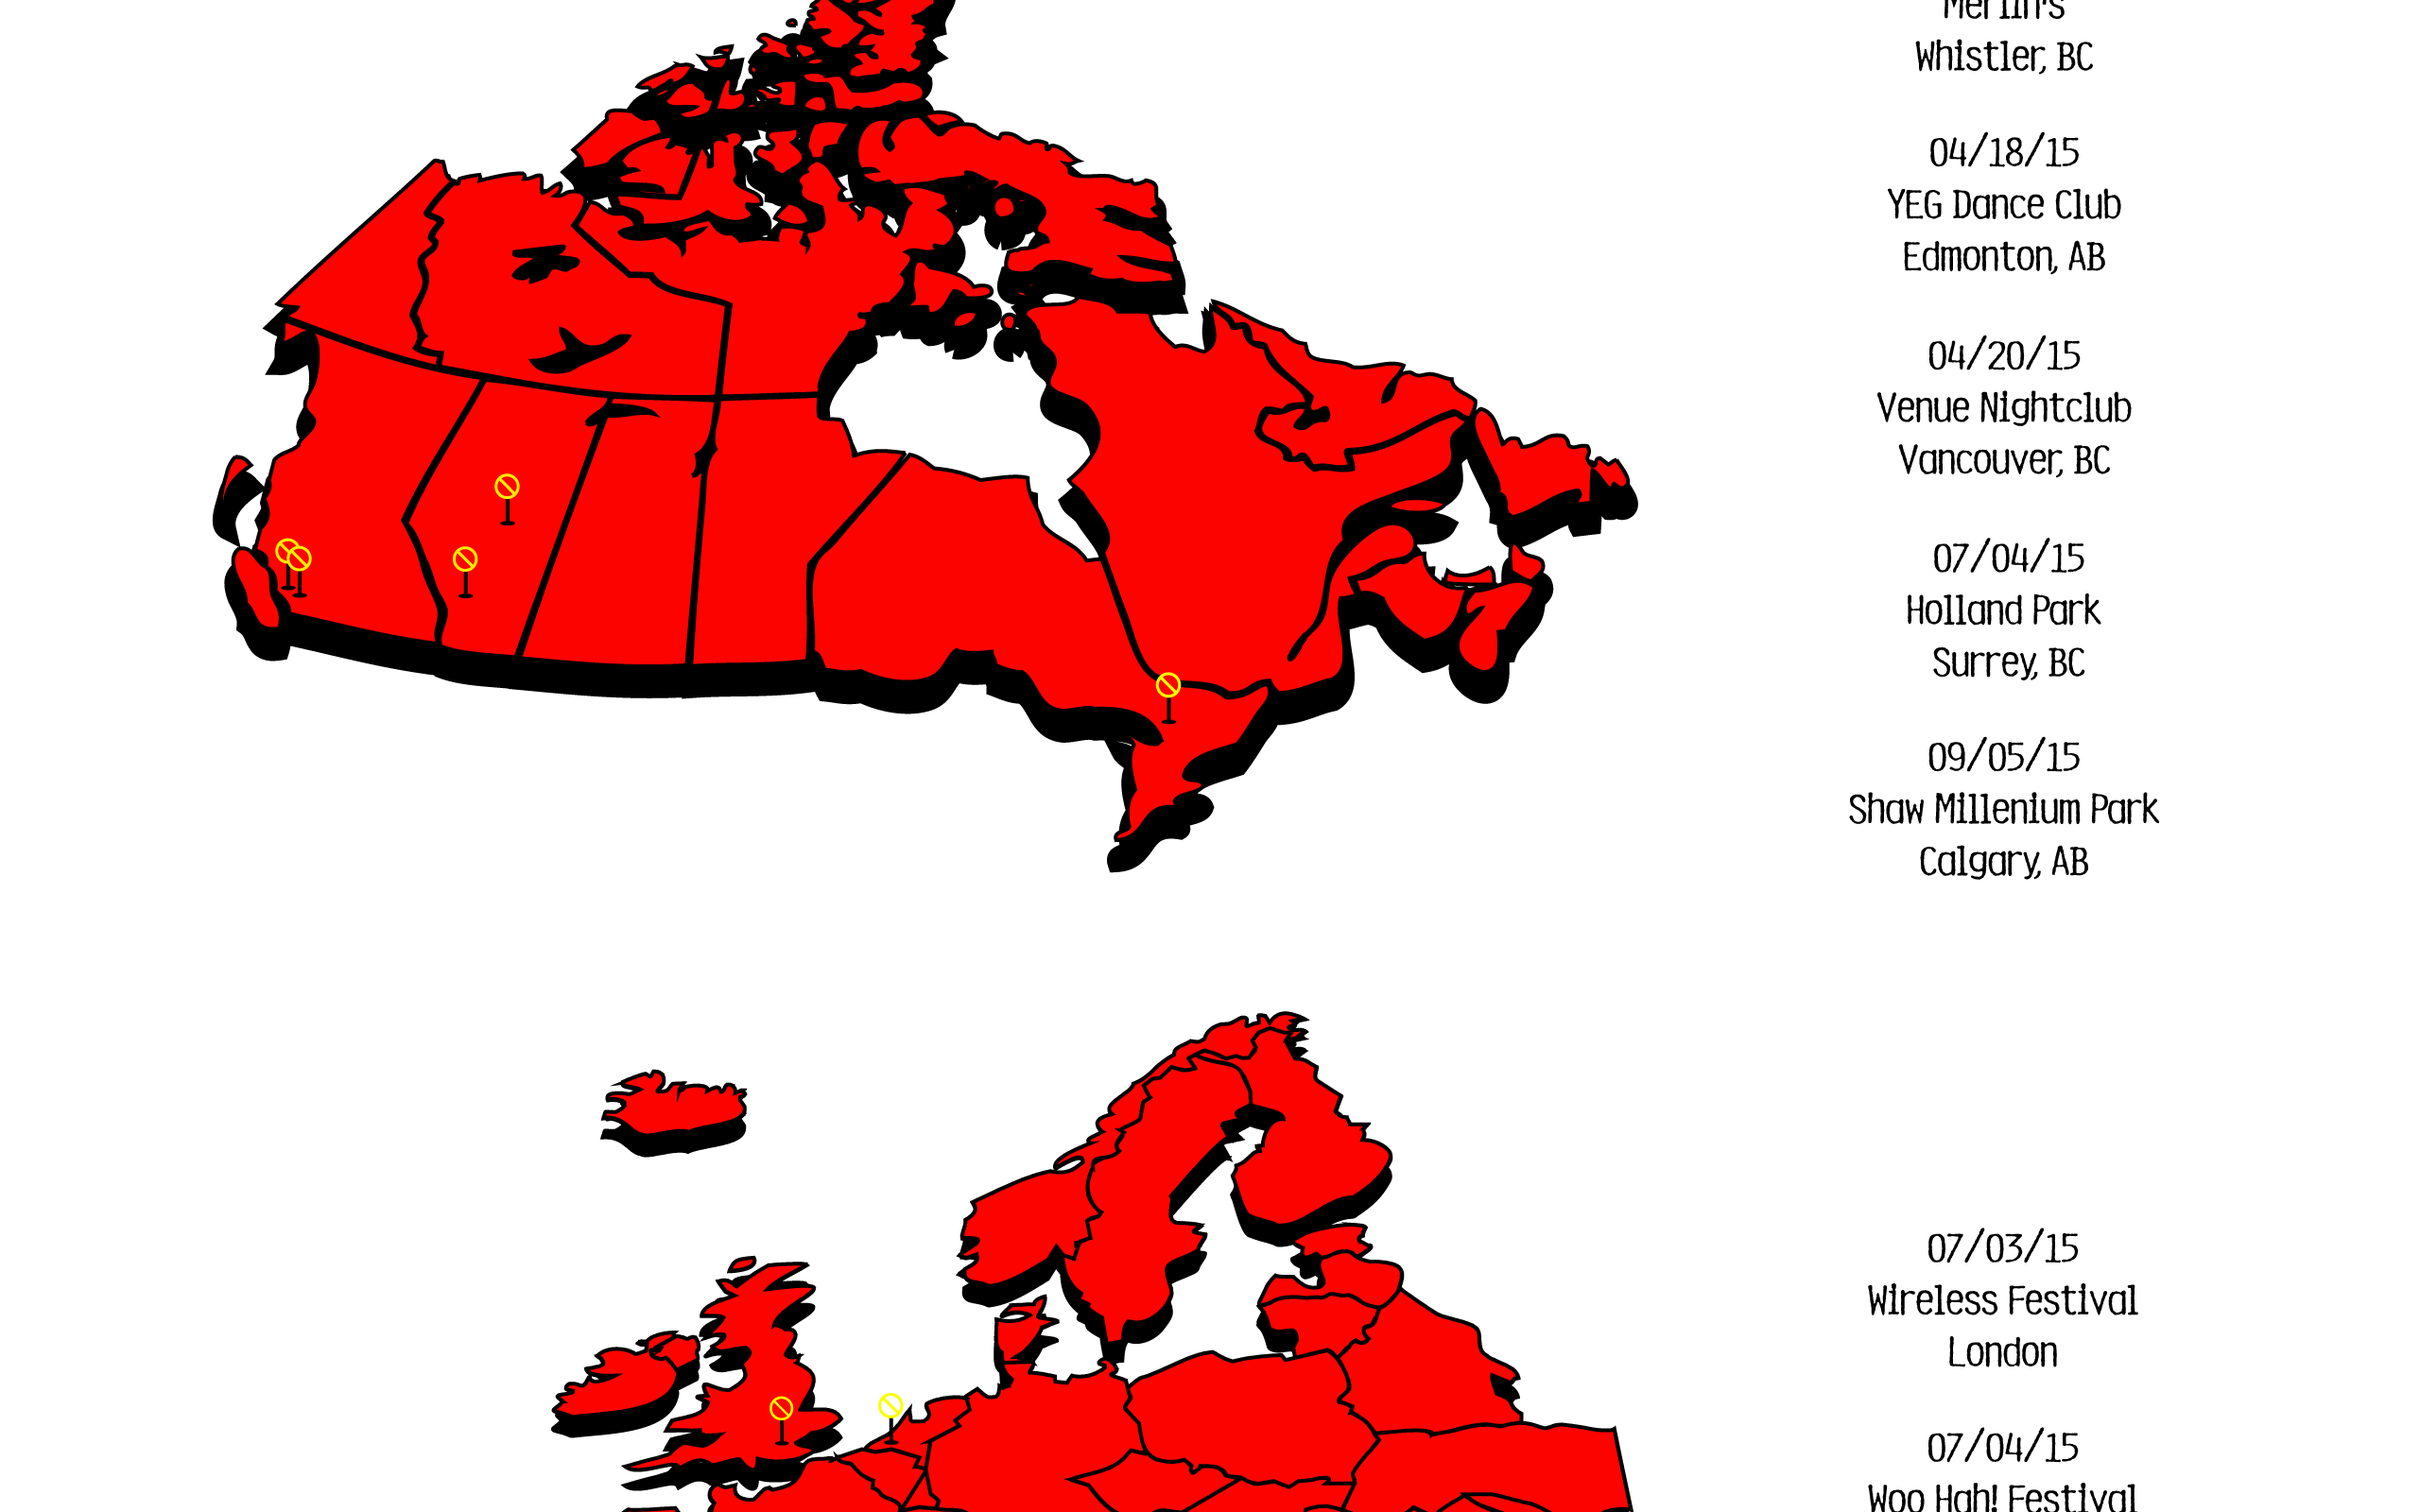 Merlin's
Whistler, BC
04/18/15
YEG Dance Club
Edmonton, AB
04/20/15
Venue Nightclub
Vancouver, BC
07/04/15
Holland Park
Surrey, BC
09/05/15
Shaw Millenium Park
Calgary, AB
07/03/15
Wireless Festival
London
07/04/15
Woo Hah! Festival